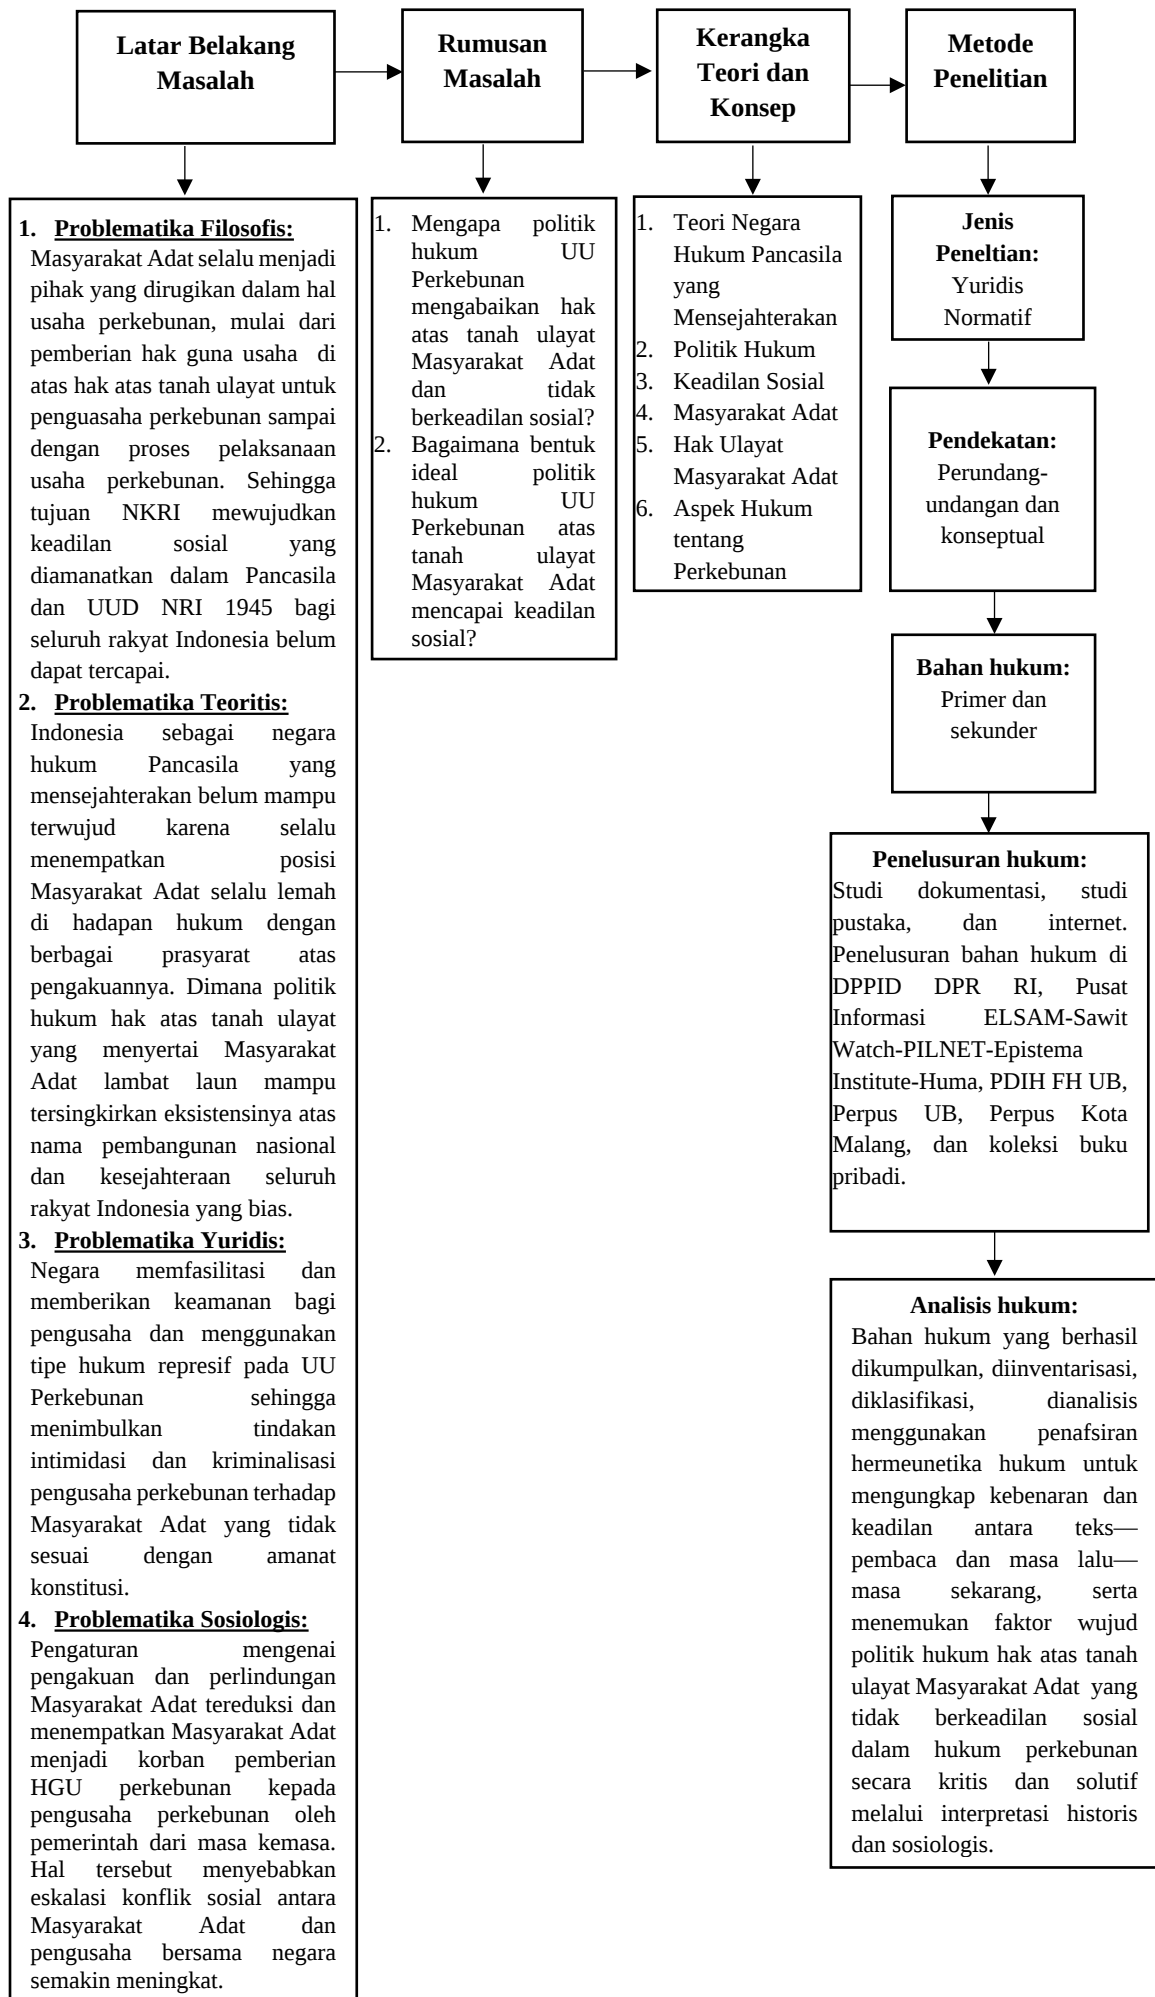 Latar Belakang
Masalah
Rumusan
Masalah
Kerangka
Teori dan
Konsep
Metode
Penelitian
1. Problematika Filosofis:
Masyarakat Adat selalu menjadi
pihak yang dirugikan dalam hal
usaha perkebunan, mulai dari
pemberian hak guna usaha di
atas hak atas tanah ulayat untuk
penguasaha perkebunan sampai
dengan proses pelaksanaan
usaha perkebunan. Sehingga
tujuan NKRI mewujudkan
keadilan sosial yang
diamanatkan dalam Pancasila
dan UUD NRI 1945 bagi
seluruh rakyat Indonesia belum
dapat tercapai.
2. Problematika Teoritis:
Indonesia sebagai negara
hukum Pancasila yang
mensejahterakan belum mampu
terwujud karena selalu
menempatkan posisi
Masyarakat Adat selalu lemah
di hadapan hukum dengan
berbagai prasyarat atas
pengakuannya. Dimana politik
hukum hak atas tanah ulayat
yang menyertai Masyarakat
Adat lambat laun mampu
tersingkirkan eksistensinya atas
nama pembangunan nasional
dan kesejahteraan seluruh
rakyat Indonesia yang bias.
3. Problematika Yuridis:
Negara memfasilitasi dan
memberikan keamanan bagi
pengusaha dan menggunakan
tipe hukum represif pada UU
Perkebunan sehingga
menimbulkan tindakan
intimidasi dan kriminalisasi
pengusaha perkebunan terhadap
Masyarakat Adat yang tidak
sesuai dengan amanat
konstitusi.
4. Problematika Sosiologis:
Pengaturan mengenai
pengakuan dan perlindungan
Masyarakat Adat tereduksi dan
menempatkan Masyarakat Adat
menjadi korban pemberian
HGU perkebunan kepada
pengusaha perkebunan oleh
pemerintah dari masa kemasa.
Hal tersebut menyebabkan
eskalasi konflik sosial antara
Masyarakat Adat dan
pengusaha bersama negara
semakin meningkat.
1. Mengapa politik
hukum UU
Perkebunan
mengabaikan hak
atas tanah ulayat
Masyarakat Adat
dan tidak
berkeadilan sosial?
2. Bagaimana bentuk
ideal politik
hukum UU
Perkebunan atas
tanah ulayat
Masyarakat Adat
mencapai keadilan
sosial?
1. Teori Negara
Hukum Pancasila
yang
Mensejahterakan
2. Politik Hukum
3. Keadilan Sosial
4. Masyarakat Adat
5. Hak Ulayat
Masyarakat Adat
6. Aspek Hukum
tentang
Perkebunan
Jenis
Peneltian:
Yuridis
Normatif
Pendekatan:
Perundang-
undangan dan
konseptual
Bahan hukum:
Primer dan
sekunder
Penelusuran hukum:
Studi dokumentasi, studi
pustaka, dan internet.
Penelusuran bahan hukum di
DPPID DPR RI, Pusat
Informasi ELSAM-Sawit
Watch-PILNET-Epistema
Institute-Huma, PDIH FH UB,
Perpus UB, Perpus Kota
Malang, dan koleksi buku
pribadi.
Analisis hukum:
Bahan hukum yang berhasil
dikumpulkan, diinventarisasi,
diklasifikasi, dianalisis
menggunakan penafsiran
hermeunetika hukum untuk
mengungkap kebenaran dan
keadilan antara teks—
pembaca dan masa lalu—
masa sekarang, serta
menemukan faktor wujud
politik hukum hak atas tanah
ulayat Masyarakat Adat yang
tidak berkeadilan sosial
dalam hukum perkebunan
secara kritis dan solutif
melalui interpretasi historis
dan sosiologis.